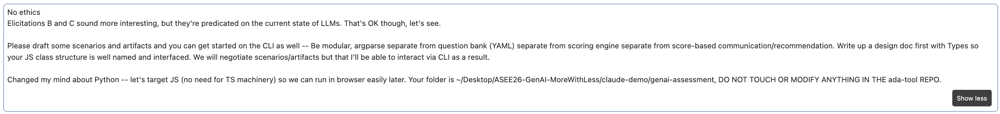 No ethics
Elicitations B and C sound more interesting, but they're predicated on the current state of LLMs. That's OK though, let's see.
Please draft some scenarios and artifacts and you can get started on the CLI as well -- Be modular, argparse separate from question bank (YAML) separate from scoring engine separate from score-based communication/recommendation. Write up a design doc first with Types so
your JS class structure is well named and interfaced. We will negotiate scenarios/artifacts but that I'll be able to interact via CLI as a result.
Changed my mind about Python -- let's target JS (no need for TS machinery) so we can run in browser easily later. Your folder is ~/Desktop/ASEE26-GenAI-MoreWithLess/claude-demo/genai-assessment, DO NOT TOUCH OR MODIFY ANYTHING IN THE ada-tool REPO.
Show less